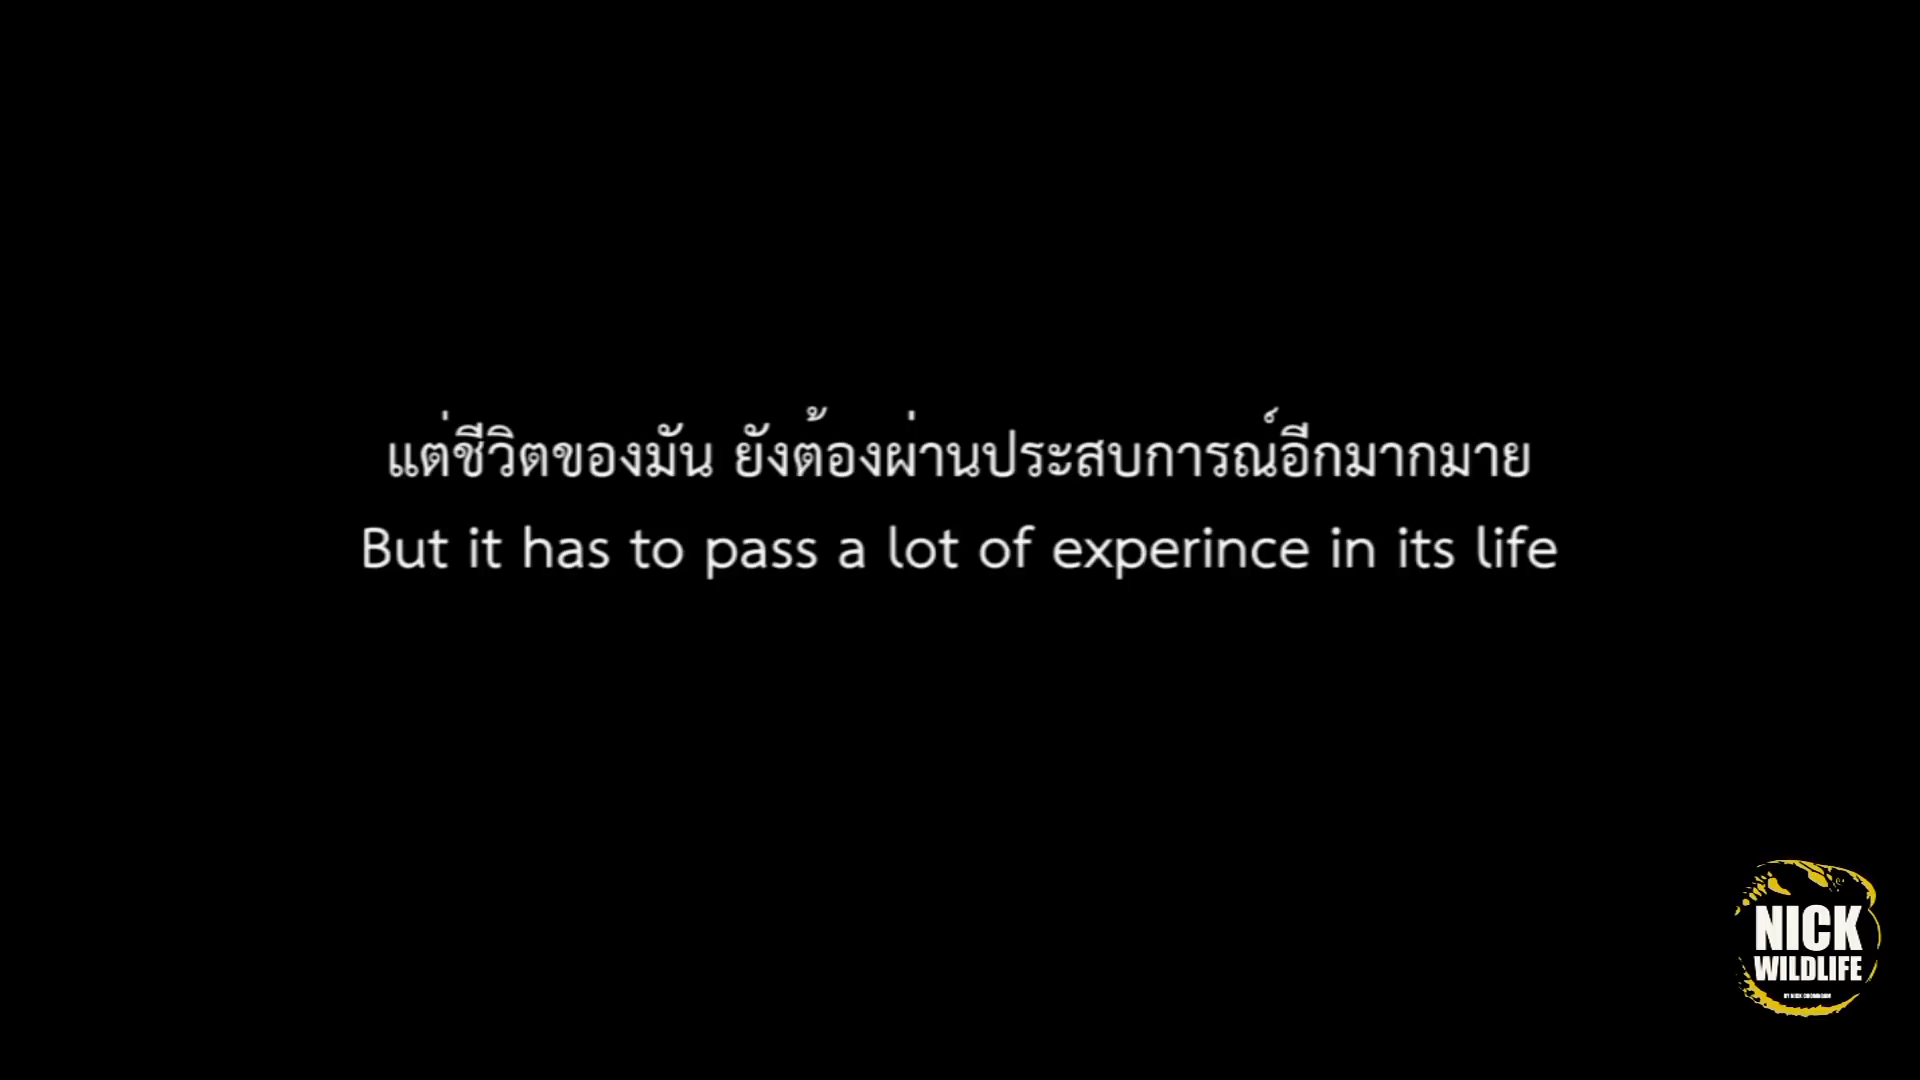 แต่ชีวิตของมัน ยังต้องผ่านประสบการณ์อีกมากมาย
But it has to pass a lot of experince in its life
NICK
WILDLIFE